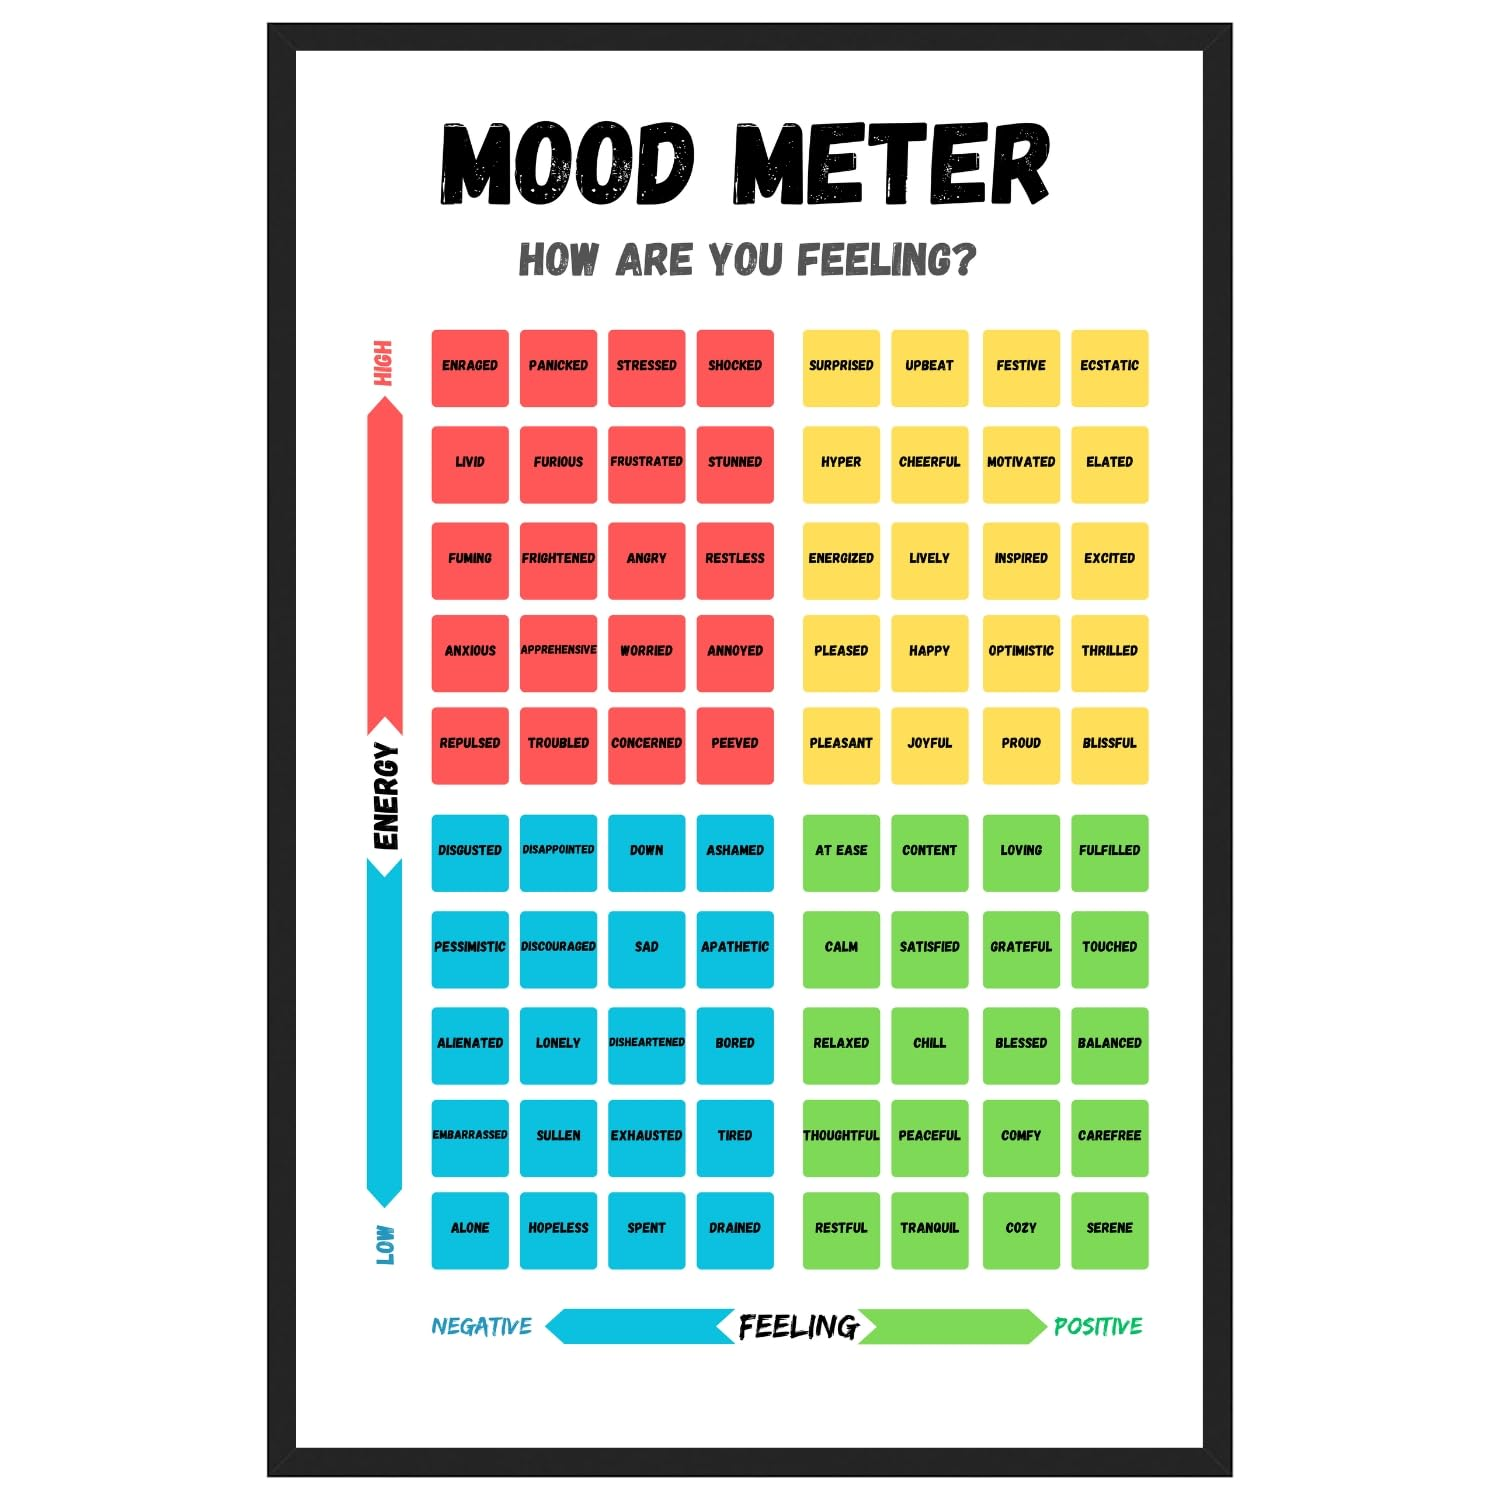 MOOD METER
HOW ARE YOU FEELING?
HIGH
ENRAGED PANICKED STRESSED SHOCKED SURPRISED UPBEAT FESTIVE ECSTATIC
LIVID FURIOUS FRUSTRATED STUNNED HYPER CHEERFUL MOTIVATED ELATED
FUMING FRIGHTENED ANGRY RESTLESS ENERGIZED LIVELY INSPIRED EXCITED
ANXIOUS APPREHENSIVE WORRIED ANNOYED PLEASED HAPPY OPTIMISTIC THRILLED
REPULSED TROUBLED CONCERNED PEEVED PLEASANT JOYFUL PROUD BLISSFUL
ENERGY
DISGUSTED DISAPPOINTED DOWN ASHAMED AT EASE CONTENT LOVING FULFILLED
PESSIMISTIC DISCOURAGED SAD APATHETIC CALM SATISFIED GRATEFUL TOUCHED
ALIENATED LONELY DISHEARTENED BORED RELAXED CHILL BLESSED BALANCED
EMBARRASSED SULLEN EXHAUSTED TIRED THOUGHTFUL PEACEFUL COMFY CAREFREE
ALONE HOPELESS SPENT DRAINED RESTFUL TRANQUIL COZY SERENE
LOW
NEGATIVE FEELING POSITIVE